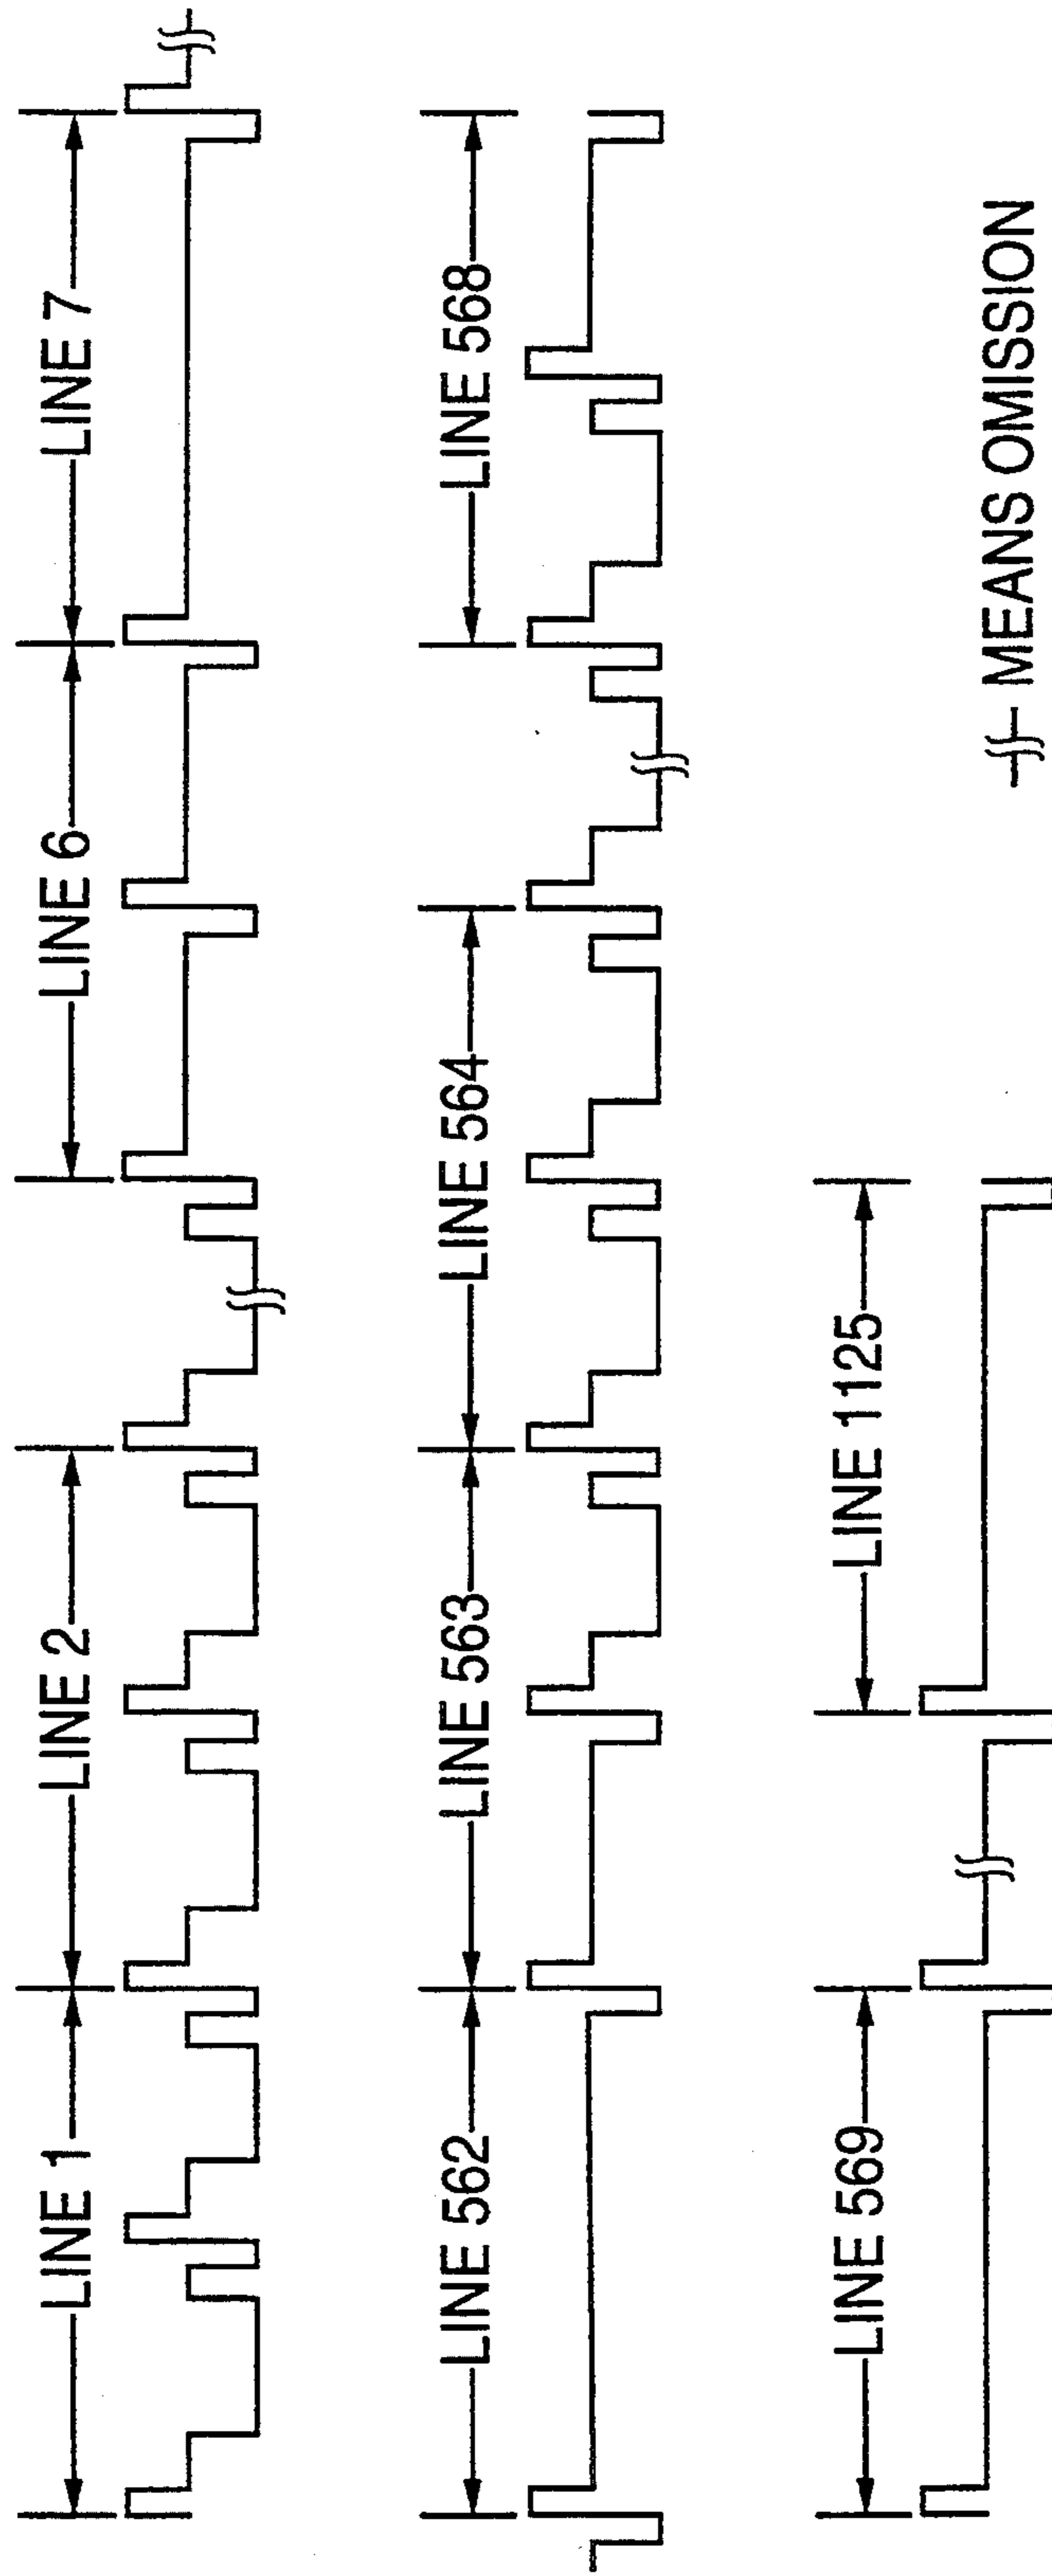 LINE 1
LINE 2
LINE 6
LINE 7
LINE 562
LINE 563
LINE 564
LINE 568
LINE 569
LINE 1125
MEANS OMISSION